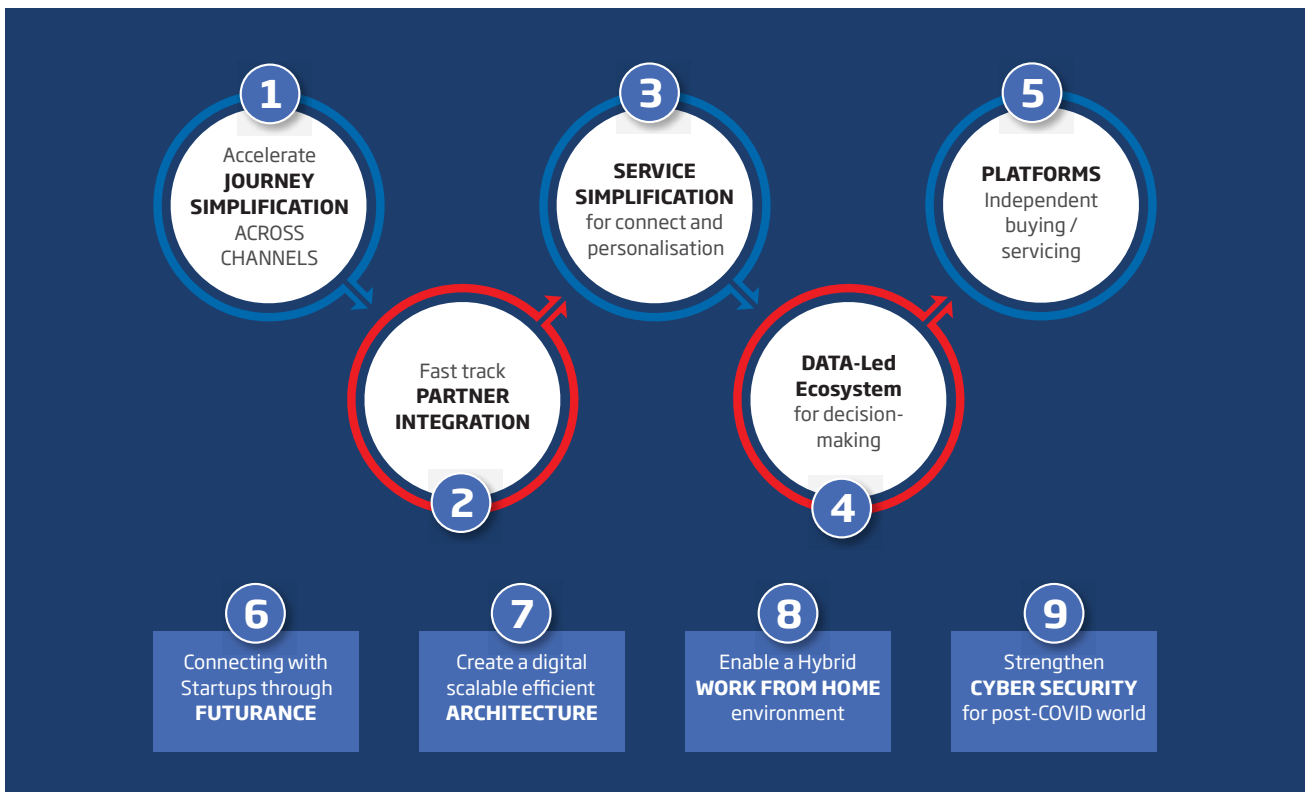 1
Accelerate
JOURNEY
SIMPLIFICATION
ACROSS
CHANNELS
2
Fast track
PARTNER
INTEGRATION
3
SERVICE
SIMPLIFICATION
for connect and
personalisation
4
DATA-Led
Ecosystem
for decision-
making
5
PLATFORMS
Independent
buying /
servicing
6
Connecting with
Startups through
FUTURANCE
7
Create a digital
scalable efficient
ARCHITECTURE
8
Enable a Hybrid
WORK FROM HOME
environment
9
Strengthen
CYBER SECURITY
for post-COVID world